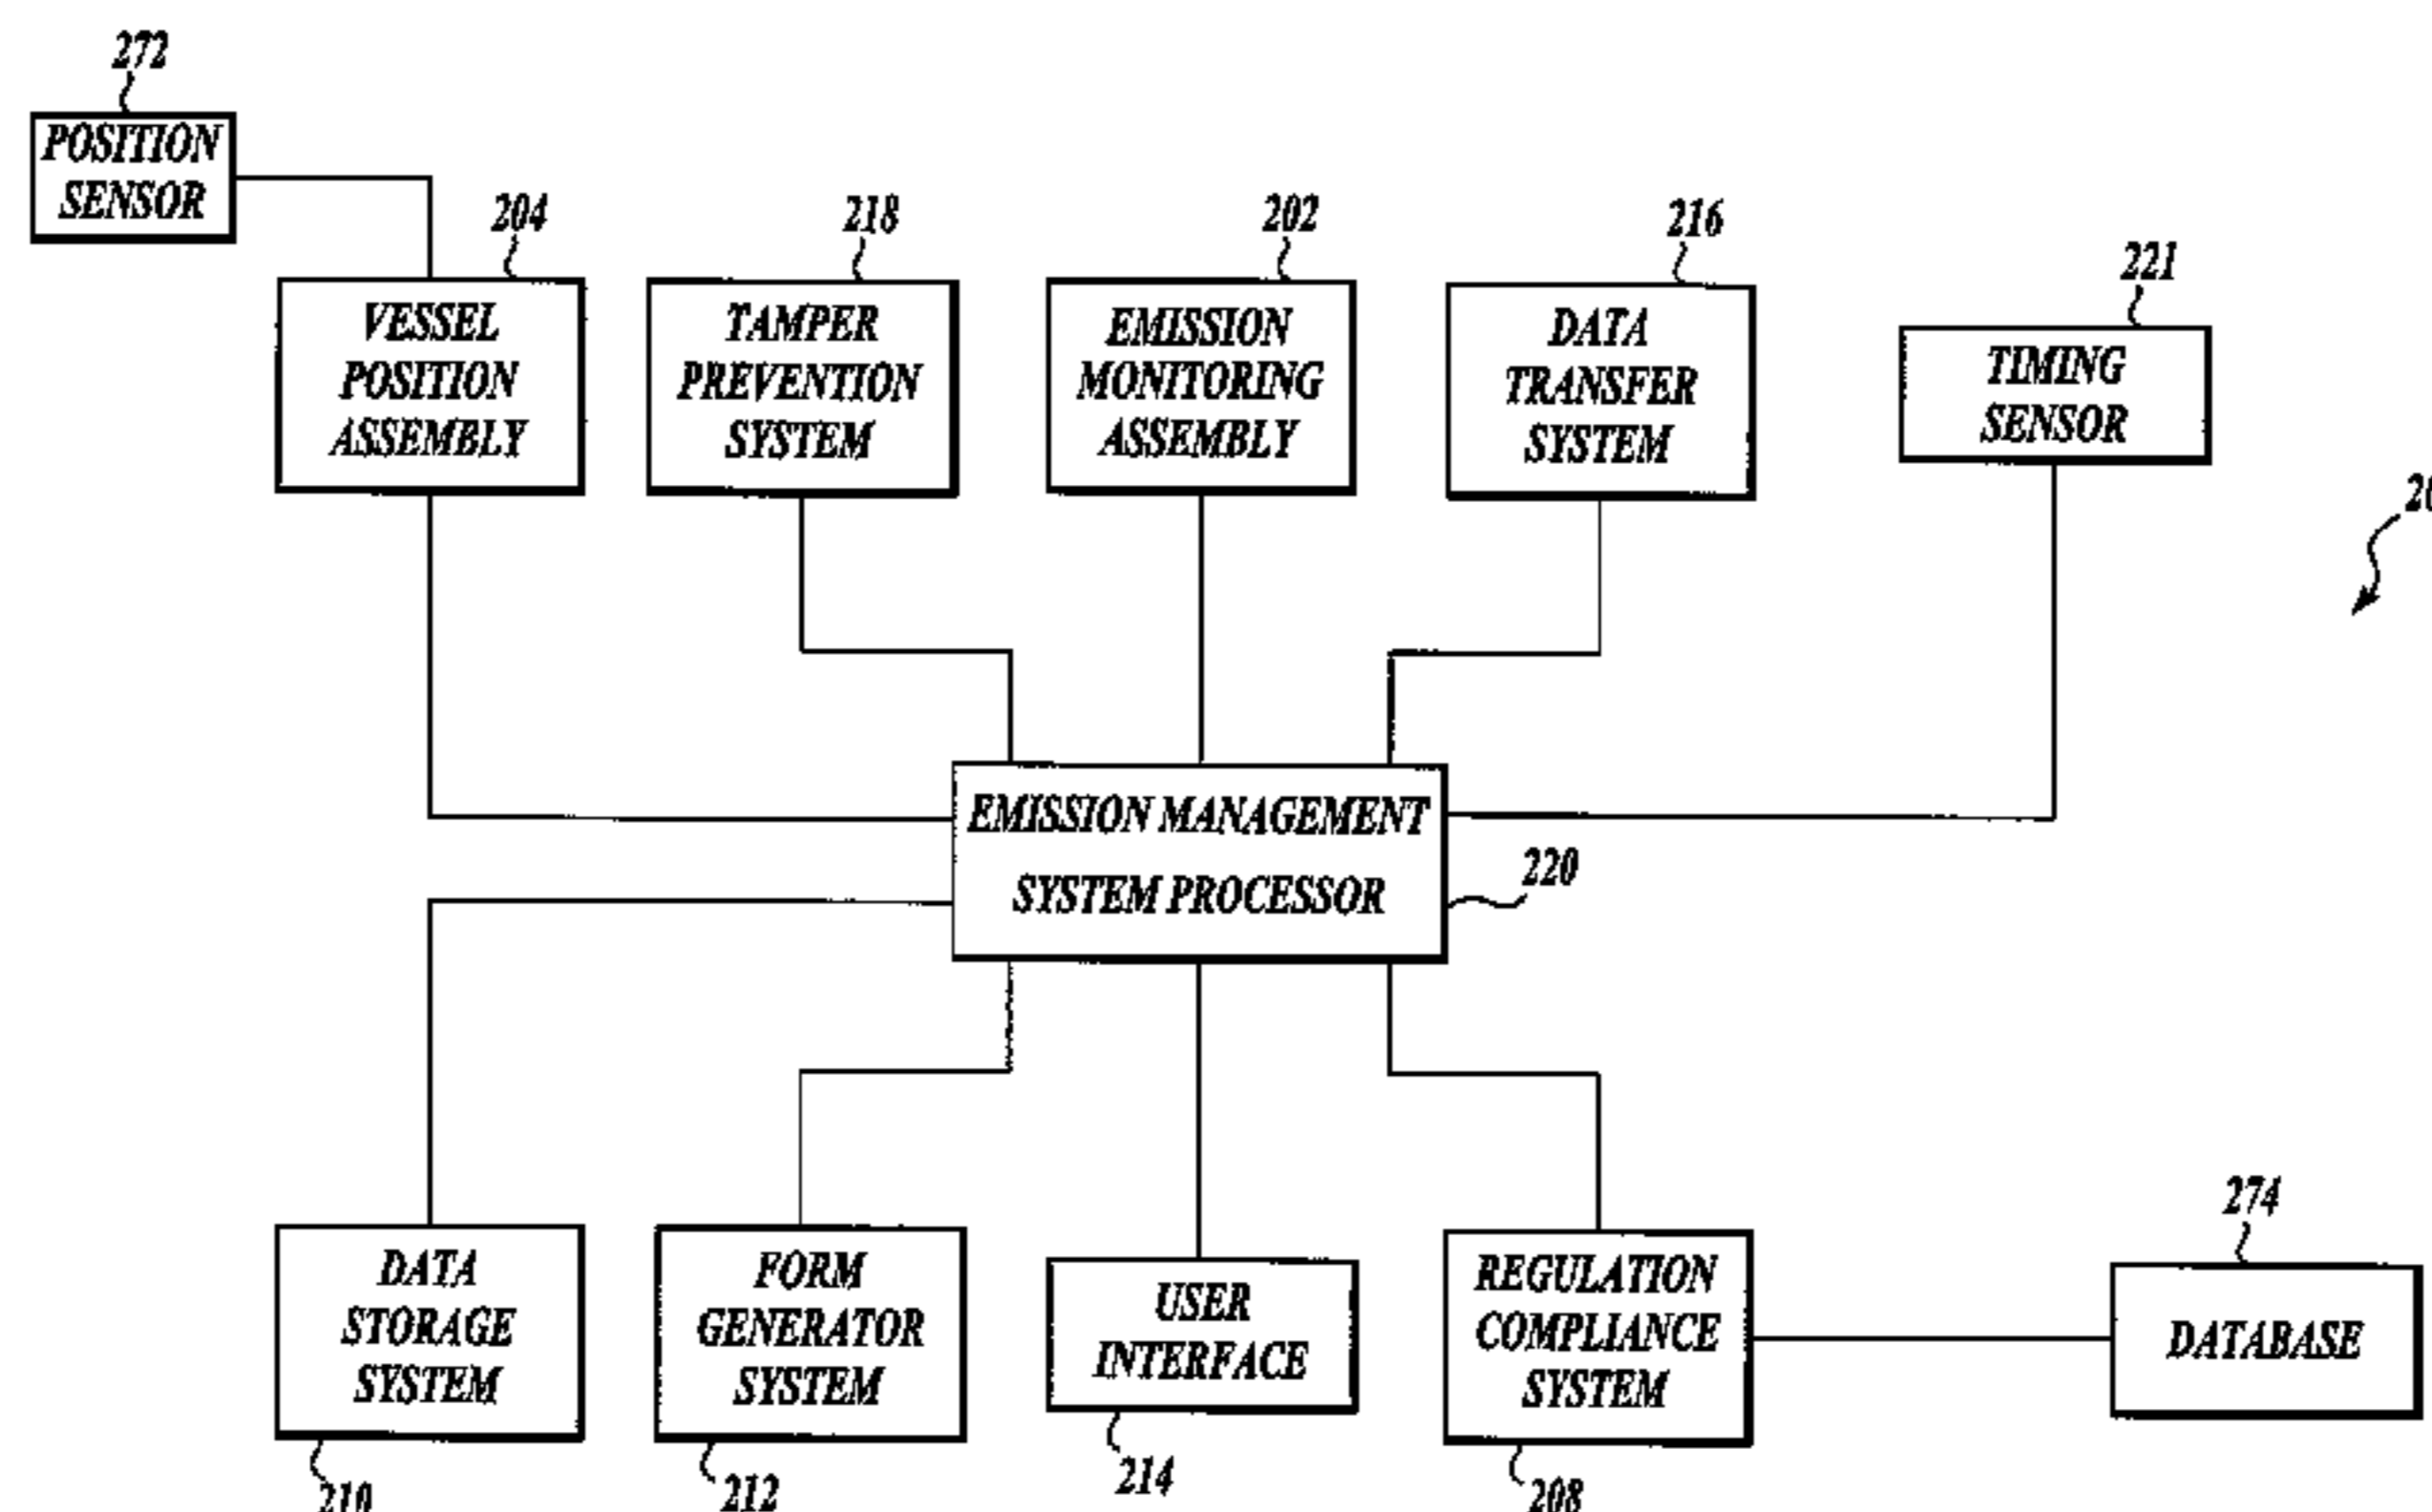 272
POSITION
SENSOR
204
VESSEL
POSITION
ASSEMBLY
218
TAMPER
PREVENTION
SYSTEM
202
EMISSION
MONITORING
ASSEMBLY
216
DATA
TRANSFER
SYSTEM
221
TIMING
SENSOR
EMISSION MANAGEMENT
SYSTEM PROCESSOR
220
DATA
STORAGE
SYSTEM
210
FORM
GENERATOR
SYSTEM
212
USER
INTERFACE
214
REGULATION
COMPLIANCE
SYSTEM
208
274
DATABASE